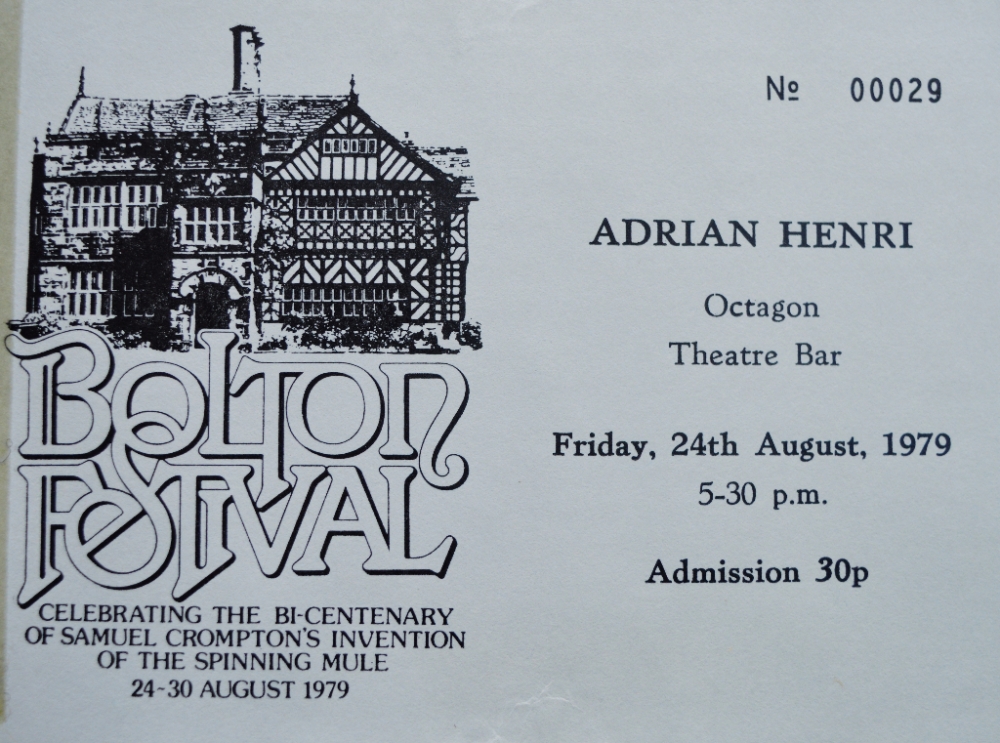 BOLTON
FESTIVAL
CELEBRATING THE BI-CENTENARY
OF SAMUEL CROMPTON'S INVENTION
OF THE SPINNING MULE
24-30 AUGUST 1979
Nº 00029
ADRIAN HENRI
Octagon
Theatre Bar
Friday, 24th August, 1979
5-30 p.m.
Admission 30p